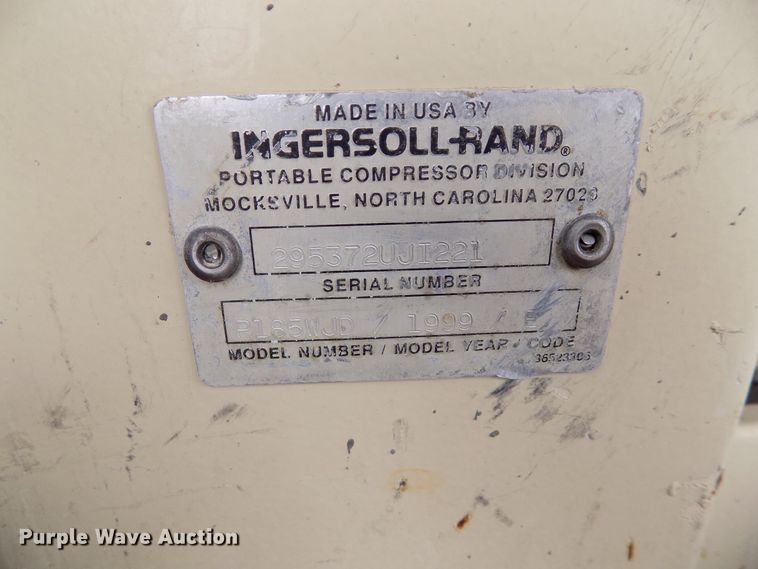 MADE IN USA BY
INGERSOLL-RAND®
PORTABLE COMPRESSOR DIVISION
MOCKSVILLE, NORTH CAROLINA 27028
295372UJI221
SERIAL NUMBER
P185WJD / 1999 / E
MODEL NUMBER / MODEL YEAR / CODE
Purple Wave Auction